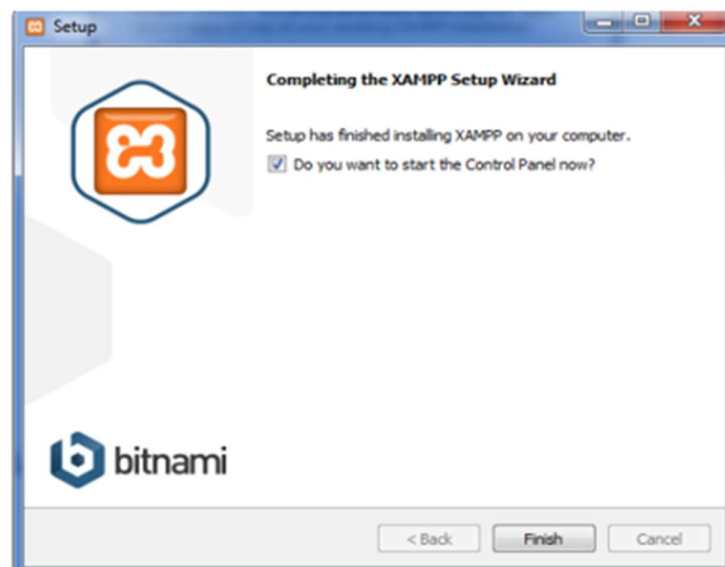 Setup
Completing the XAMPP Setup Wizard
Setup has finished installing XAMPP on your computer.
Do you want to start the Control Panel now?
bitnami
< Back
Finish
Cancel